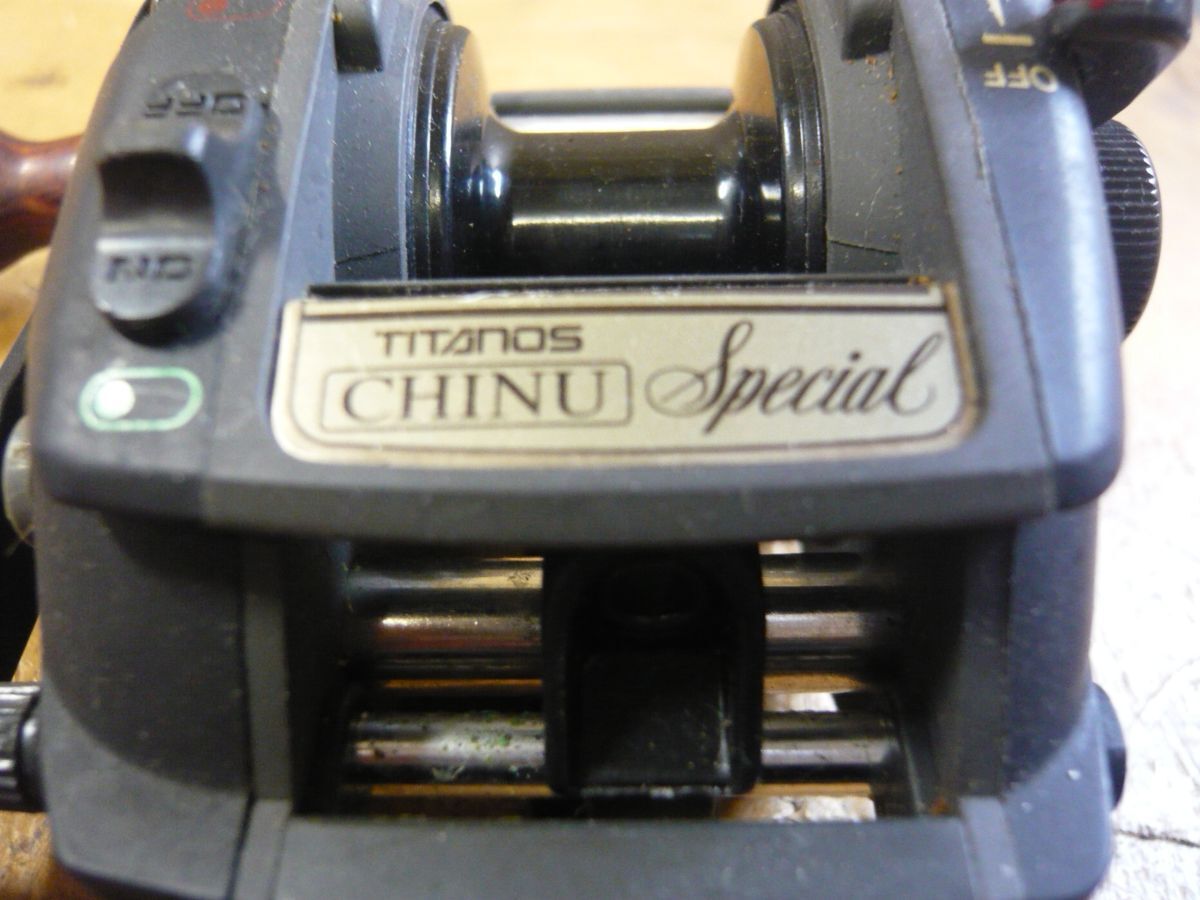 OFF
OFF
ON
TITANOS
CHINU Special